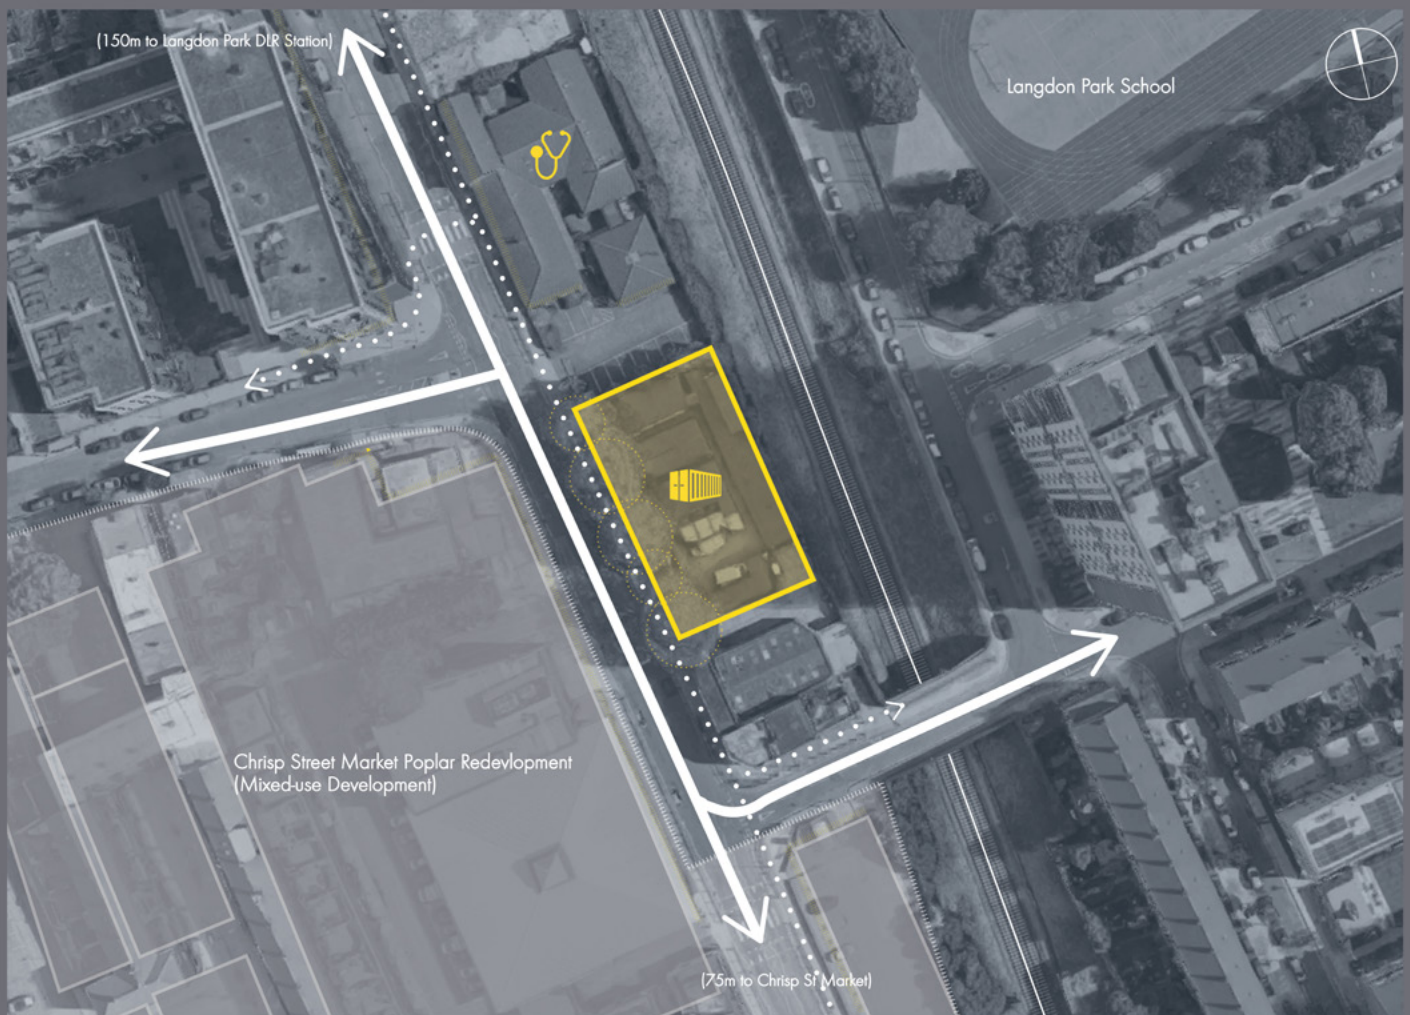 (150m to Langdon Park DLR Station)
Langdon Park School
Chrisp Street Market Poplar Redevlopment
(Mixed-use Development)
(75m to Chrisp St Market)